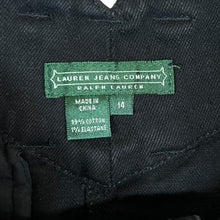 LAUREN JEANS COMPANY
RALPH LAUREN
MADE IN
CHINA
14
99% COTTON
1% ELASTANE